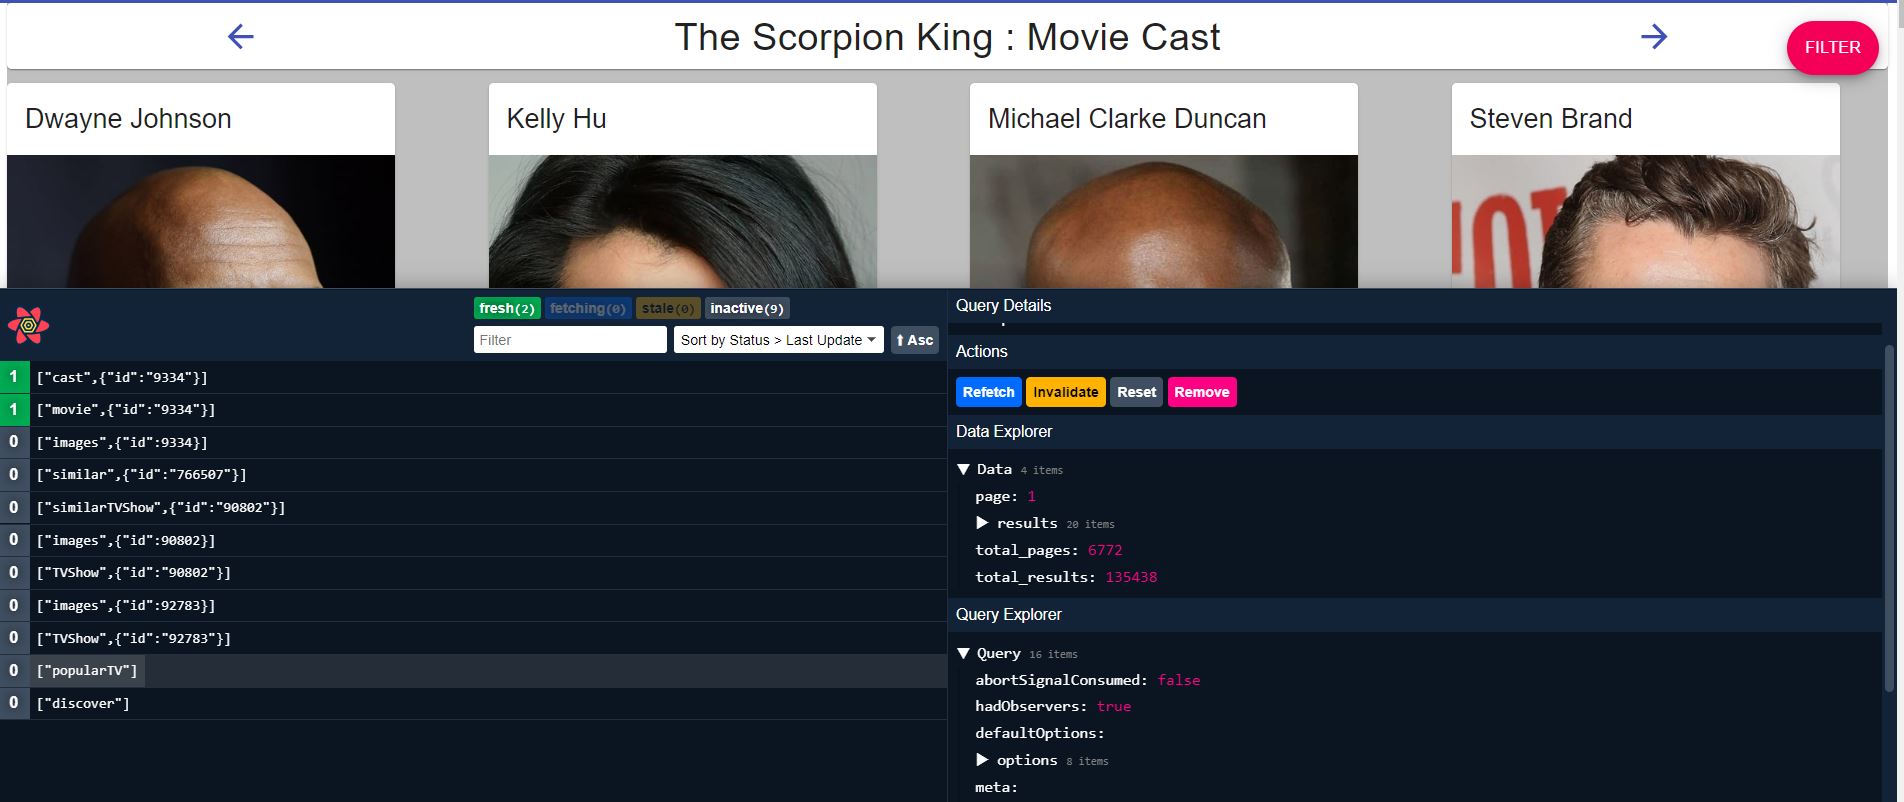 The Scorpion King : Movie Cast
FILTER
Dwayne Johnson
Kelly Hu
Michael Clarke Duncan
Steven Brand
fresh(2) fetching(0) stale(0) inactive(9)
Filter
Sort by Status > Last Update
⬆ Asc
1 ["cast",{"id":"9334"}]
1 ["movie",{"id":"9334"}]
0 ["images",{"id":9334}]
0 ["similar",{"id":"766507"}]
0 ["similarTVShow",{"id":"90802"}]
0 ["images",{"id":90802}]
0 ["TVShow",{"id":"90802"}]
0 ["images",{"id":92783}]
0 ["TVShow",{"id":"92783"}]
0 ["popularTV"]
0 ["discover"]
Query Details
Actions
Refetch Invalidate Reset Remove
Data Explorer
▼ Data 4 items
page: 1
▶ results 20 items
total_pages: 6772
total_results: 135438
Query Explorer
▼ Query 16 items
abortSignalConsumed: false
hadObservers: true
defaultOptions:
▶ options 8 items
meta: